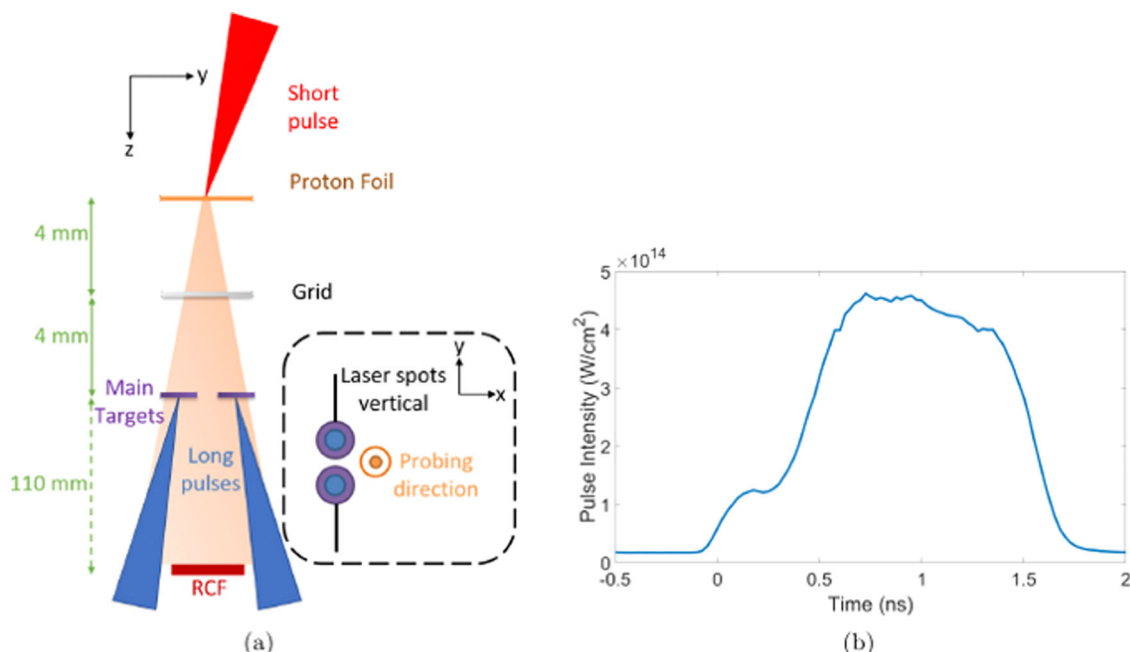 y
z
Short
pulse
Proton Foil
4 mm
Grid
4 mm
Main
Targets
Long
pulses
110 mm
RCF
Laser spots
vertical
y
x
Probing
direction
(a)
×10^14
Pulse Intensity (W/cm²)
5
4
3
2
1
0
-0.5
0
0.5
1
1.5
2
Time (ns)
(b)